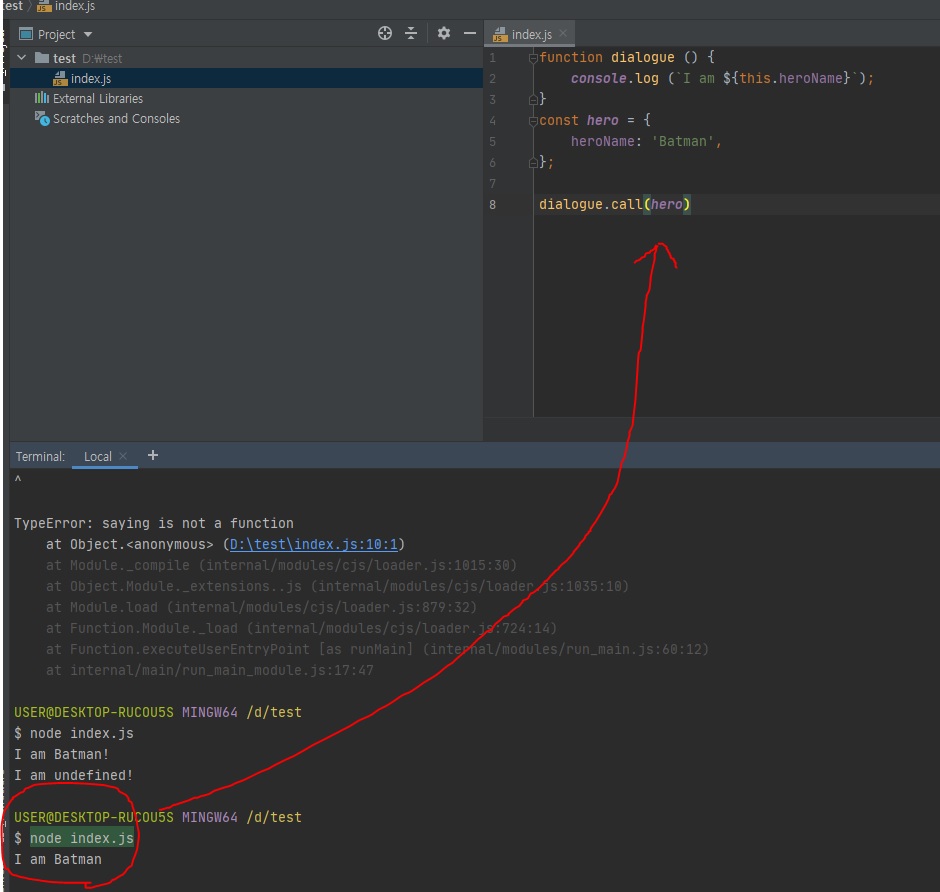 test > index.js
Project
test D:\test
index.js
External Libraries
Scratches and Consoles
index.js
1 function dialogue () {
2 console.log (`I am ${this.heroName}`);
3 }
4 const hero = {
5 heroName: 'Batman',
6 };
7
8 dialogue.call(hero)
Terminal: Local × +
^
TypeError: saying is not a function
at Object.<anonymous> (D:\test\index.js:10:1)
at Module._compile (internal/modules/cjs/loader.js:1015:30)
at Object.Module._extensions..js (internal/modules/cjs/loader.js:1035:10)
at Module.load (internal/modules/cjs/loader.js:879:32)
at Function.Module._load (internal/modules/cjs/loader.js:724:14)
at Function.executeUserEntryPoint [as runMain] (internal/modules/run_main.js:60:12)
at internal/main/run_main_module.js:17:47
USER@DESKTOP-RUCOU5S MINGW64 /d/test
$ node index.js
I am Batman!
I am undefined!
USER@DESKTOP-RUCOU5S MINGW64 /d/test
$ node index.js
I am Batman